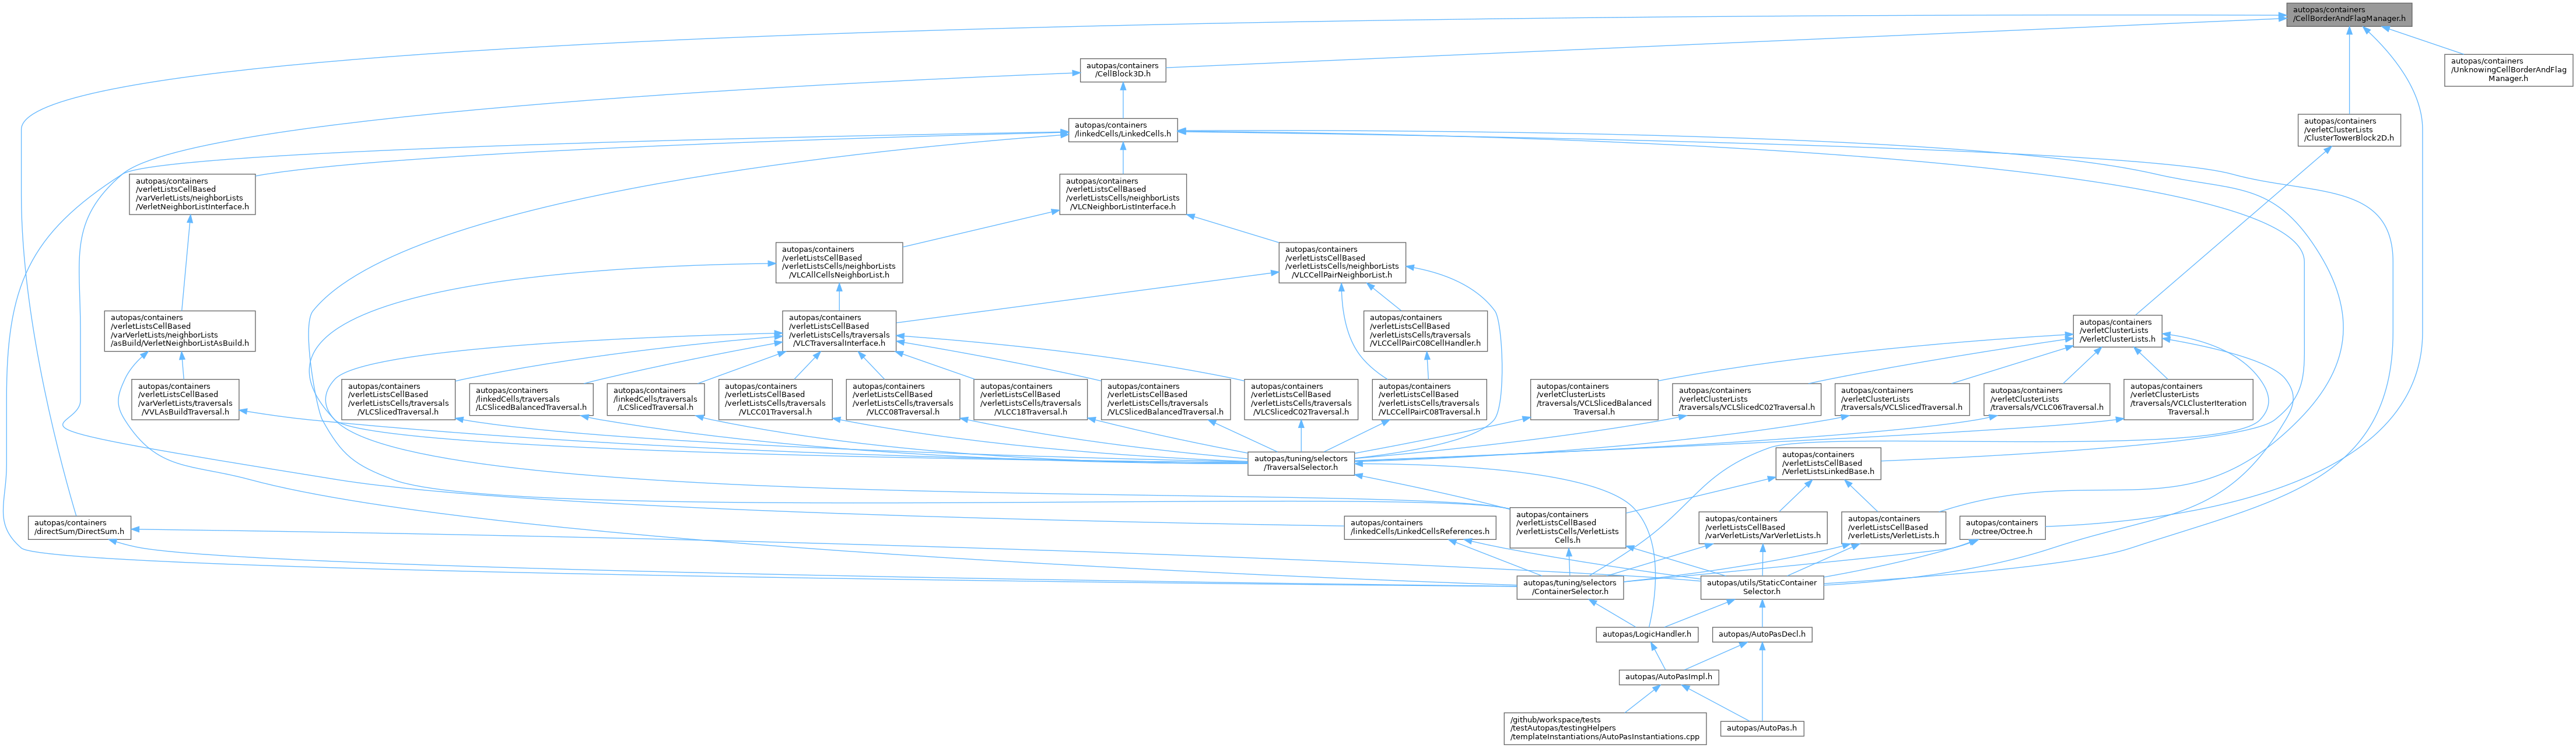 autopas/containers
/CellBorderAndFlagManager.h
autopas/containers
/CellBlock3D.h
autopas/containers
/UnknowingCellBorderAndFlag
Manager.h
autopas/containers
/linkedCells/LinkedCells.h
autopas/containers
/verletClusterLists
/ClusterTowerBlock2D.h
autopas/containers
/verletListsCellBased
/varVerletLists/neighborLists
/VerletNeighborListInterface.h
autopas/containers
/verletListsCellBased
/verletListsCells/neighborLists
/VLCNeighborListInterface.h
autopas/containers
/verletListsCellBased
/verletListsCells/neighborLists
/VLCAllCellsNeighborList.h
autopas/containers
/verletListsCellBased
/verletListsCells/neighborLists
/VLCCellPairNeighborList.h
autopas/containers
/verletListsCellBased
/varVerletLists/neighborLists
/asBuild/VerletNeighborListAsBuild.h
autopas/containers
/verletListsCellBased
/verletListsCells/traversals
/VLCTraversalInterface.h
autopas/containers
/verletListsCellBased
/verletListsCells/traversals
/VLCCellPairC08CellHandler.h
autopas/containers
/verletClusterLists
/VerletClusterLists.h
autopas/containers
/verletListsCellBased
/varVerletLists/traversals
/VVLAsBuildTraversal.h
autopas/containers
/verletListsCellBased
/verletListsCells/traversals
/VLCSlicedTraversal.h
autopas/containers
/linkedCells/traversals
/LCSlicedBalancedTraversal.h
autopas/containers
/linkedCells/traversals
/LCSlicedTraversal.h
autopas/containers
/verletListsCellBased
/verletListsCells/traversals
/VLCC01Traversal.h
autopas/containers
/verletListsCellBased
/verletListsCells/traversals
/VLCC08Traversal.h
autopas/containers
/verletListsCellBased
/verletListsCells/traversals
/VLCC18Traversal.h
autopas/containers
/verletListsCellBased
/verletListsCells/traversals
/VLCSlicedBalancedTraversal.h
autopas/containers
/verletListsCellBased
/verletListsCells/traversals
/VLCSlicedC02Traversal.h
autopas/containers
/verletListsCellBased
/verletListsCells/traversals
/VLCCellPairC08Traversal.h
autopas/containers
/verletClusterLists
/traversals/VCLSlicedBalanced
Traversal.h
autopas/containers
/verletClusterLists
/traversals/VCLSlicedC02Traversal.h
autopas/containers
/verletClusterLists
/traversals/VCLSlicedTraversal.h
autopas/containers
/verletClusterLists
/traversals/VCLC06Traversal.h
autopas/containers
/verletClusterLists
/traversals/VCLClusterIteration
Traversal.h
autopas/tuning/selectors
/TraversalSelector.h
autopas/containers
/verletListsCellBased
/VerletListsLinkedBase.h
autopas/containers
/directSum/DirectSum.h
autopas/containers
/linkedCells/LinkedCellsReferences.h
autopas/containers
/verletListsCellBased
/verletListsCells/VerletLists
Cells.h
autopas/containers
/verletListsCellBased
/varVerletLists/VarVerletLists.h
autopas/containers
/verletListsCellBased
/verletLists/VerletLists.h
autopas/containers
/octree/Octree.h
autopas/tuning/selectors
/ContainerSelector.h
autopas/utils/StaticContainer
Selector.h
autopas/LogicHandler.h
autopas/AutoPasDecl.h
autopas/AutoPasImpl.h
/github/workspace/tests
/testAutopas/testingHelpers
/templateInstantiations/AutoPasInstantiations.cpp
autopas/AutoPas.h